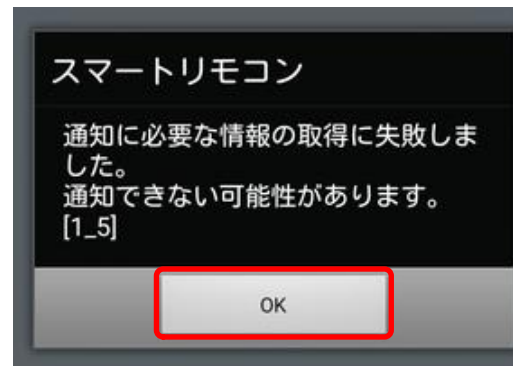 スマートリモコン
通知に必要な情報の取得に失敗しま
した。
通知できない可能性があります。
[1_5]
OK